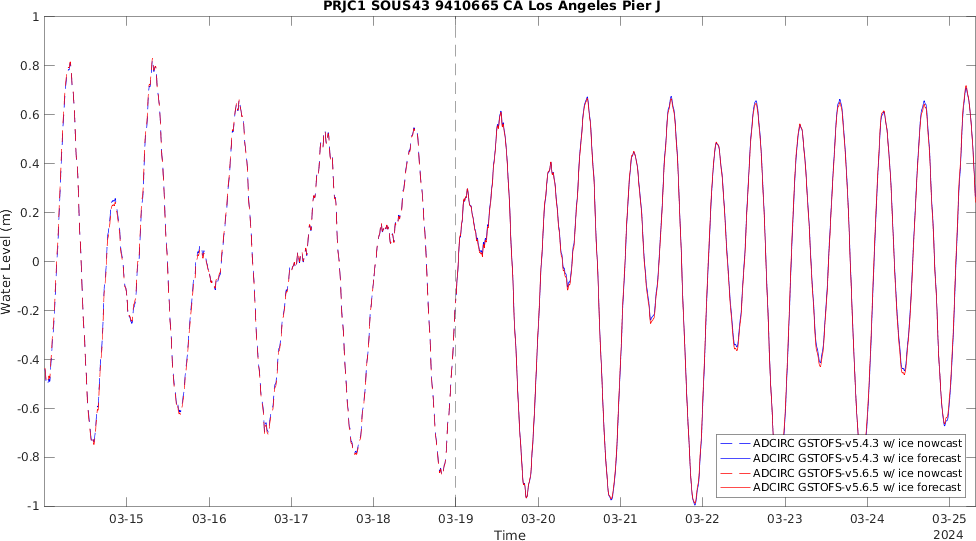 PRJC1 SOUS43 9410665 CA Los Angeles Pier J
1
0.8
0.6
0.4
0.2
0
-0.2
-0.4
-0.6
-0.8
-1
Water Level (m)
ADCIRC GSTOFS-v5.4.3 w/ ice nowcast
ADCIRC GSTOFS-v5.4.3 w/ ice forecast
ADCIRC GSTOFS-v5.6.5 w/ ice nowcast
ADCIRC GSTOFS-v5.6.5 w/ ice forecast
03-15 03-16 03-17 03-18 03-19 03-20 03-21 03-22 03-23 03-24 03-25
Time 2024